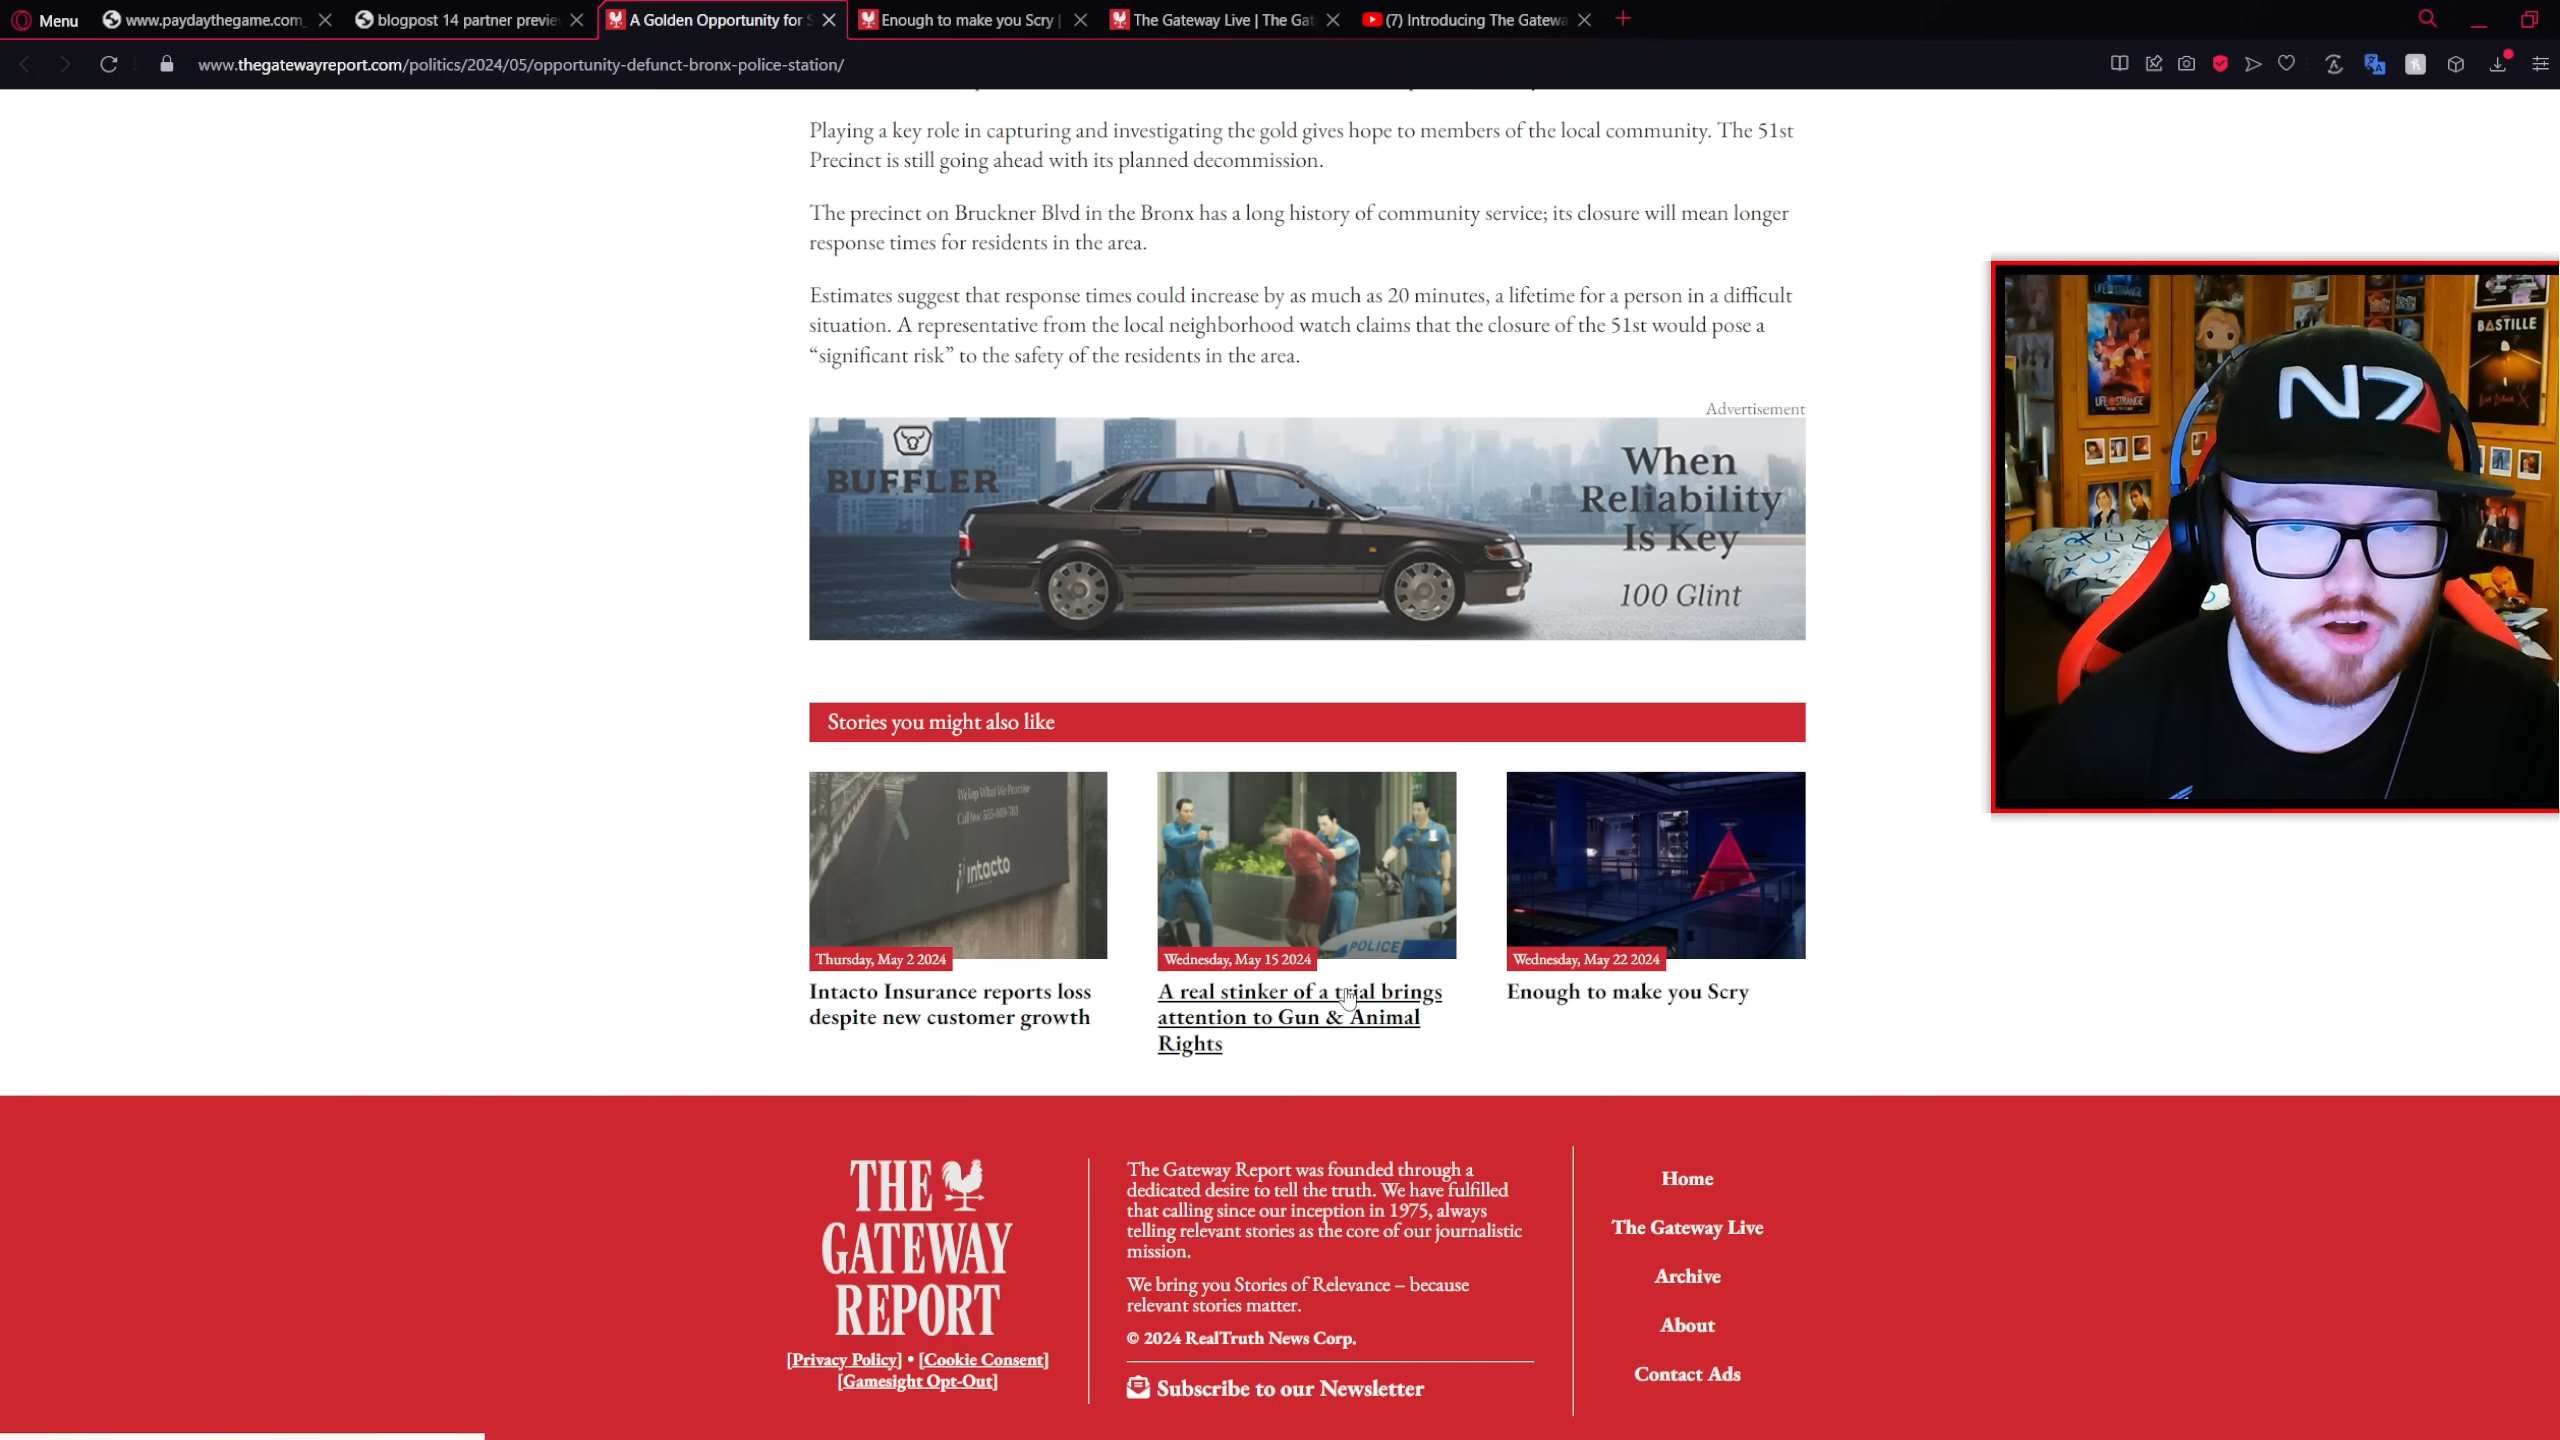 Menu
www.paydaythegame.com
blogpost 14 partner previe
A Golden Opportunity for S
Enough to make you Scry |
The Gateway Live | The Gat
(7) Introducing The Gatewa
www.thegatewayreport.com/politics/2024/05/opportunity-defunct-bronx-police-station/
Playing a key role in capturing and investigating the gold gives hope to members of the local community. The 51st
Precinct is still going ahead with its planned decommission.
The precinct on Bruckner Blvd in the Bronx has a long history of community service; its closure will mean longer
response times for residents in the area.
Estimates suggest that response times could increase by as much as 20 minutes, a lifetime for a person in a difficult
situation. A representative from the local neighborhood watch claims that the closure of the 51st would pose a
“significant risk” to the safety of the residents in the area.
Advertisement
BUFFLER
When
Reliability
Is Key
100 Glint
BASTILLE
LIFE IS STRANGE
N7
Stories you might also like
We keep What We Promise
intacto
POLICE
Thursday, May 2 2024
Intacto Insurance reports loss
despite new customer growth
Wednesday, May 15 2024
A real stinker of a trial brings
attention to Gun & Animal
Rights
Wednesday, May 22 2024
Enough to make you Scry
THE
GATEWAY
REPORT
[Privacy Policy] • [Cookie Consent]
[Gamesight Opt-Out]
The Gateway Report was founded through a
dedicated desire to tell the truth. We have fulfilled
that calling since our inception in 1975, always
telling relevant stories as the core of our journalistic
mission.
We bring you Stories of Relevance – because
relevant stories matter.
© 2024 RealTruth News Corp.
Subscribe to our Newsletter
Home
The Gateway Live
Archive
About
Contact Ads